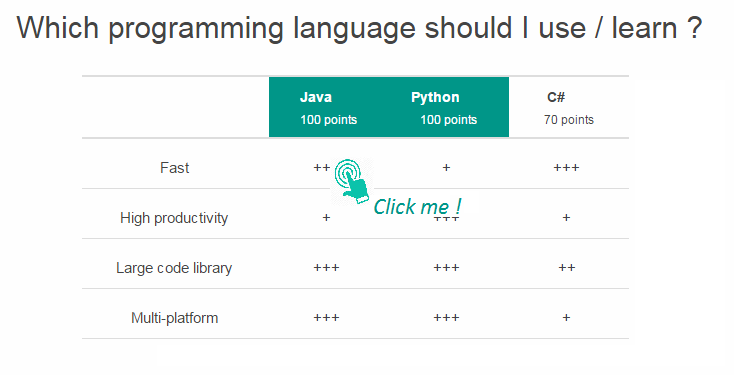 Which programming language should I use / learn ?
Java Python C#
100 points 100 points 70 points
Fast ++ + +++
Click me !
High productivity + +++ +
Large code library +++ +++ ++
Multi-platform +++ +++ +